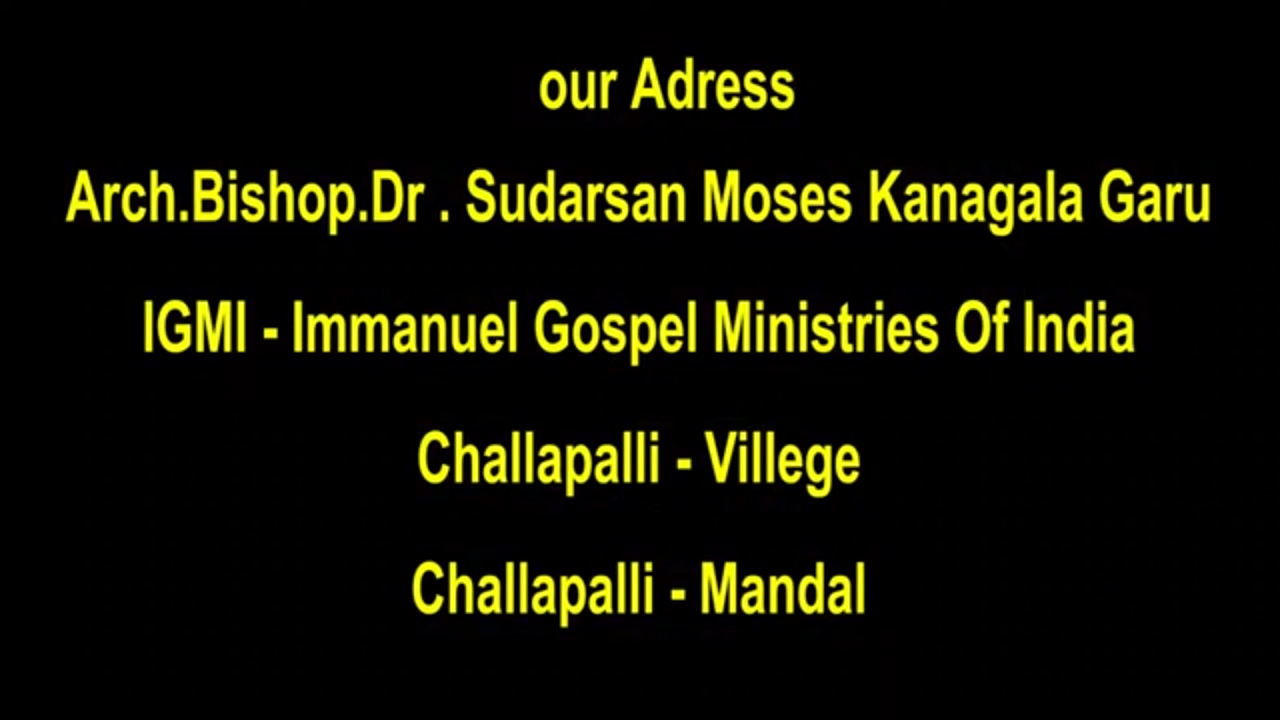 our Adress
Arch.Bishop.Dr . Sudarsan Moses Kanagala Garu
IGMI - Immanuel Gospel Ministries Of India
Challapalli - Villege
Challapalli - Mandal